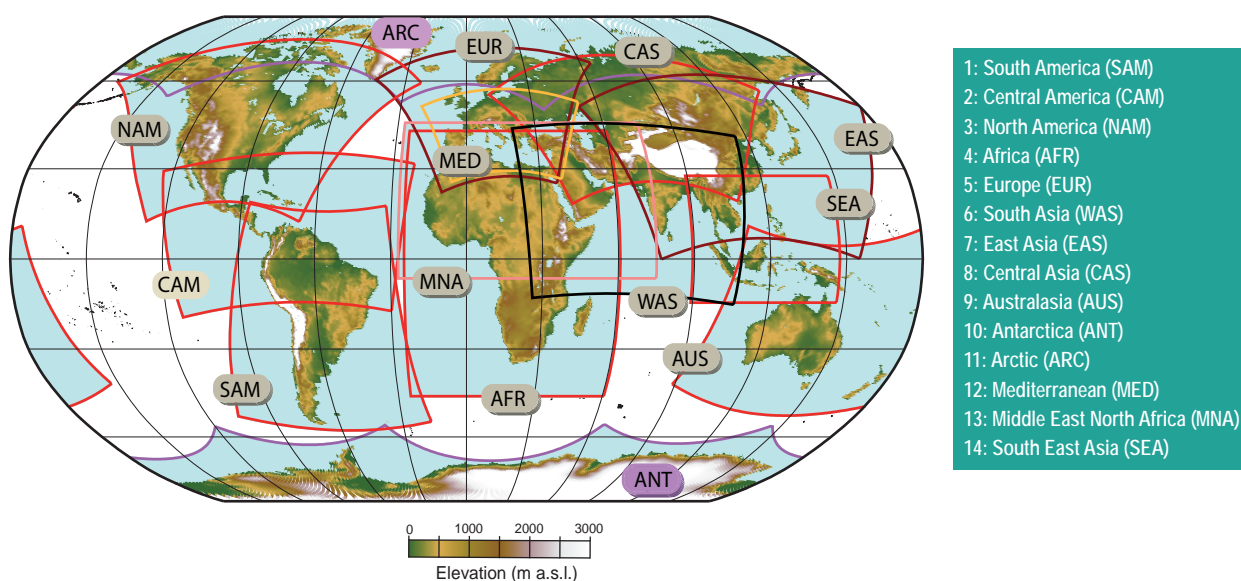 ARC
EUR
CAS
NAM
EAS
MED
SEA
CAM
MNA
WAS
AUS
SAM
AFR
ANT
0 1000 2000 3000
Elevation (m a.s.l.)
1: South America (SAM)
2: Central America (CAM)
3: North America (NAM)
4: Africa (AFR)
5: Europe (EUR)
6: South Asia (WAS)
7: East Asia (EAS)
8: Central Asia (CAS)
9: Australasia (AUS)
10: Antarctica (ANT)
11: Arctic (ARC)
12: Mediterranean (MED)
13: Middle East North Africa (MNA)
14: South East Asia (SEA)